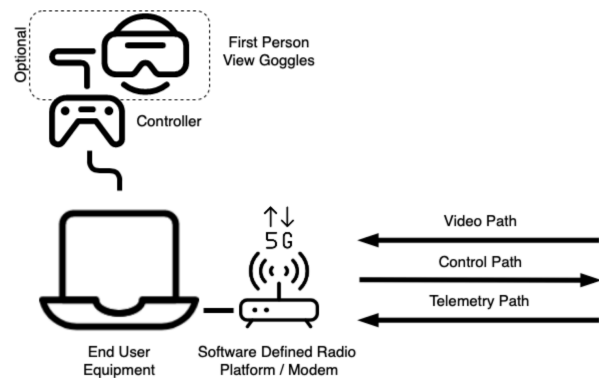 Optional
First Person
View Goggles
Controller
5G
Video Path
Control Path
Telemetry Path
End User
Equipment
Software Defined Radio
Platform / Modem